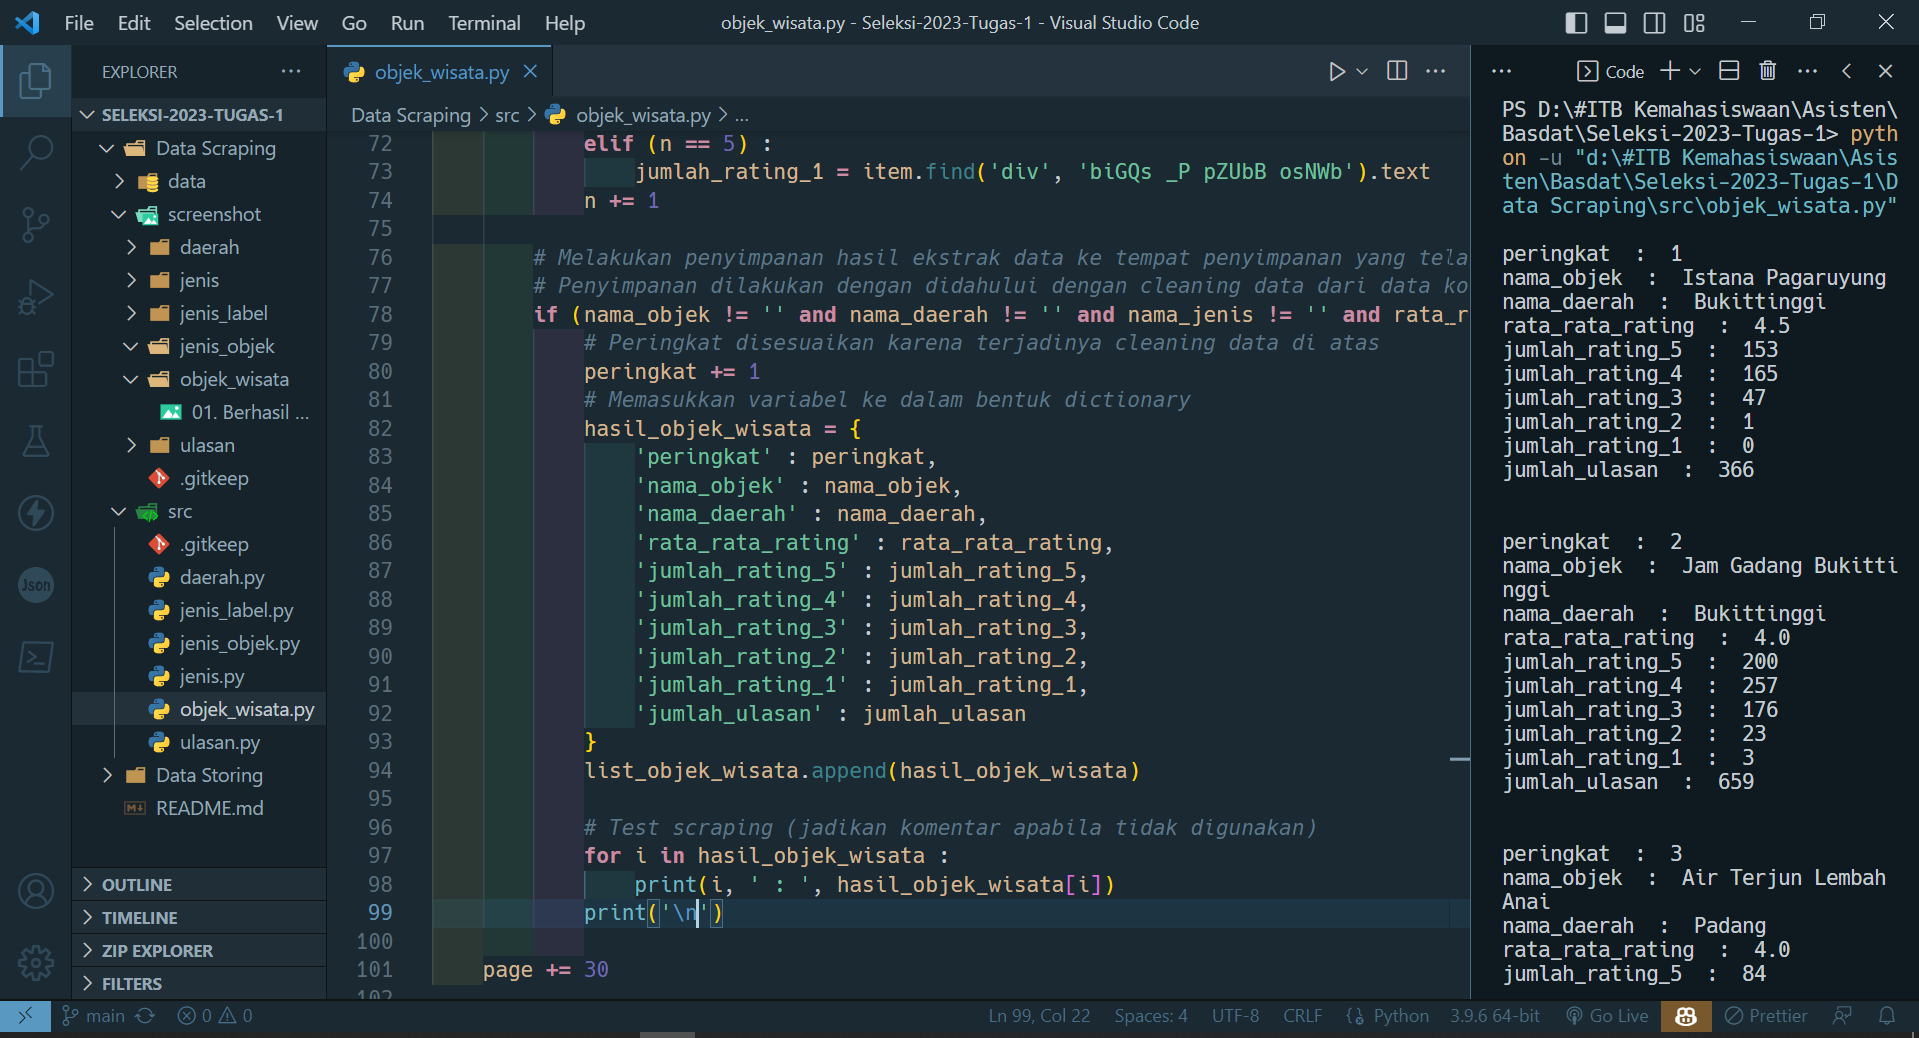 File Edit Selection View Go Run Terminal Help
objek_wisata.py - Seleksi-2023-Tugas-1 - Visual Studio Code
EXPLORER
SELEKSI-2023-TUGAS-1
Data Scraping
data
screenshot
daerah
jenis
jenis_label
jenis_objek
objek_wisata
01. Berhasil ...
ulasan
.gitkeep
src
.gitkeep
daerah.py
jenis_label.py
jenis_objek.py
jenis.py
objek_wisata.py
ulasan.py
Data Storing
README.md
OUTLINE
TIMELINE
ZIP EXPLORER
FILTERS
Json
objek_wisata.py
Data Scraping > src > objek_wisata.py > ...
72 elif (n == 5) :
73 jumlah_rating_1 = item.find('div', 'biGQs _P pZUbB osNWb').text
74 n += 1
75
76 # Melakukan penyimpanan hasil ekstrak data ke tempat penyimpanan yang tela
77 # Penyimpanan dilakukan dengan didahului dengan cleaning data dari data ko
78 if (nama_objek != '' and nama_daerah != '' and nama_jenis != '' and rata_r
79 # Peringkat disesuaikan karena terjadinya cleaning data di atas
80 peringkat += 1
81 # Memasukkan variabel ke dalam bentuk dictionary
82 hasil_objek_wisata = {
83 'peringkat' : peringkat,
84 'nama_objek' : nama_objek,
85 'nama_daerah' : nama_daerah,
86 'rata_rata_rating' : rata_rata_rating,
87 'jumlah_rating_5' : jumlah_rating_5,
88 'jumlah_rating_4' : jumlah_rating_4,
89 'jumlah_rating_3' : jumlah_rating_3,
90 'jumlah_rating_2' : jumlah_rating_2,
91 'jumlah_rating_1' : jumlah_rating_1,
92 'jumlah_ulasan' : jumlah_ulasan
93 }
94 list_objek_wisata.append(hasil_objek_wisata)
95
96 # Test scraping (jadikan komentar apabila tidak digunakan)
97 for i in hasil_objek_wisata :
98 print(i, ' : ', hasil_objek_wisata[i])
99 print('\n')
100
101 page += 30
102
Code
PS D:\#ITB Kemahasiswaan\Asisten\
Basdat\Seleksi-2023-Tugas-1> pyth
on -u "d:\#ITB Kemahasiswaan\Asis
ten\Basdat\Seleksi-2023-Tugas-1\D
ata Scraping\src\objek_wisata.py"
peringkat : 1
nama_objek : Istana Pagaruyung
nama_daerah : Bukittinggi
rata_rata_rating : 4.5
jumlah_rating_5 : 153
jumlah_rating_4 : 165
jumlah_rating_3 : 47
jumlah_rating_2 : 1
jumlah_rating_1 : 0
jumlah_ulasan : 366
peringkat : 2
nama_objek : Jam Gadang Bukitti
nggi
nama_daerah : Bukittinggi
rata_rata_rating : 4.0
jumlah_rating_5 : 200
jumlah_rating_4 : 257
jumlah_rating_3 : 176
jumlah_rating_2 : 23
jumlah_rating_1 : 3
jumlah_ulasan : 659
peringkat : 3
nama_objek : Air Terjun Lembah
Anai
nama_daerah : Padang
rata_rata_rating : 4.0
jumlah_rating_5 : 84
main 0 0 Ln 99, Col 22 Spaces: 4 UTF-8 CRLF Python 3.9.6 64-bit Go Live Prettier